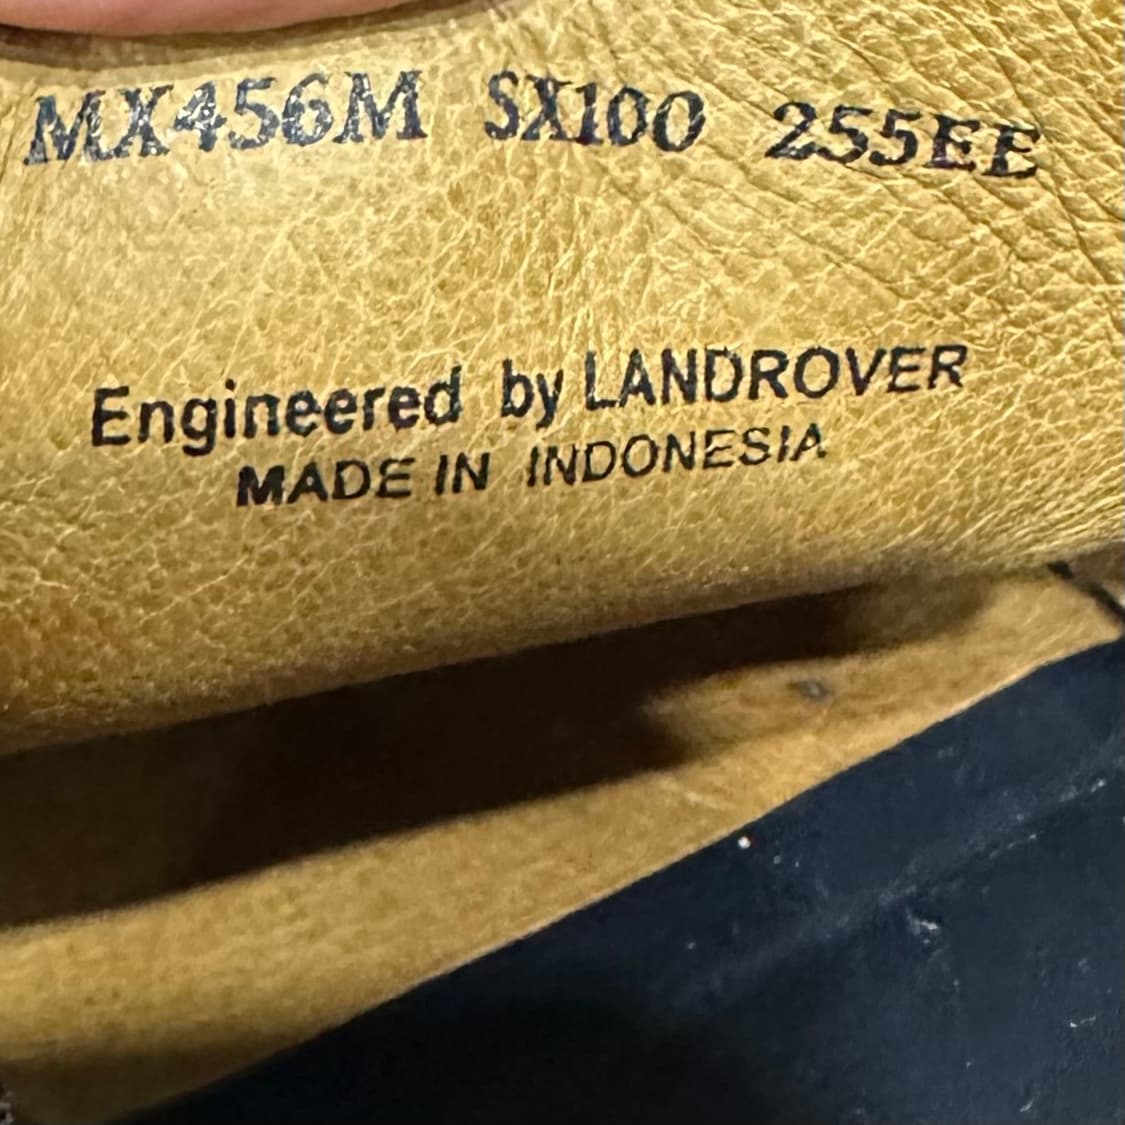 MX456M SX100 255EE
Engineered by LANDROVER
MADE IN INDONESIA